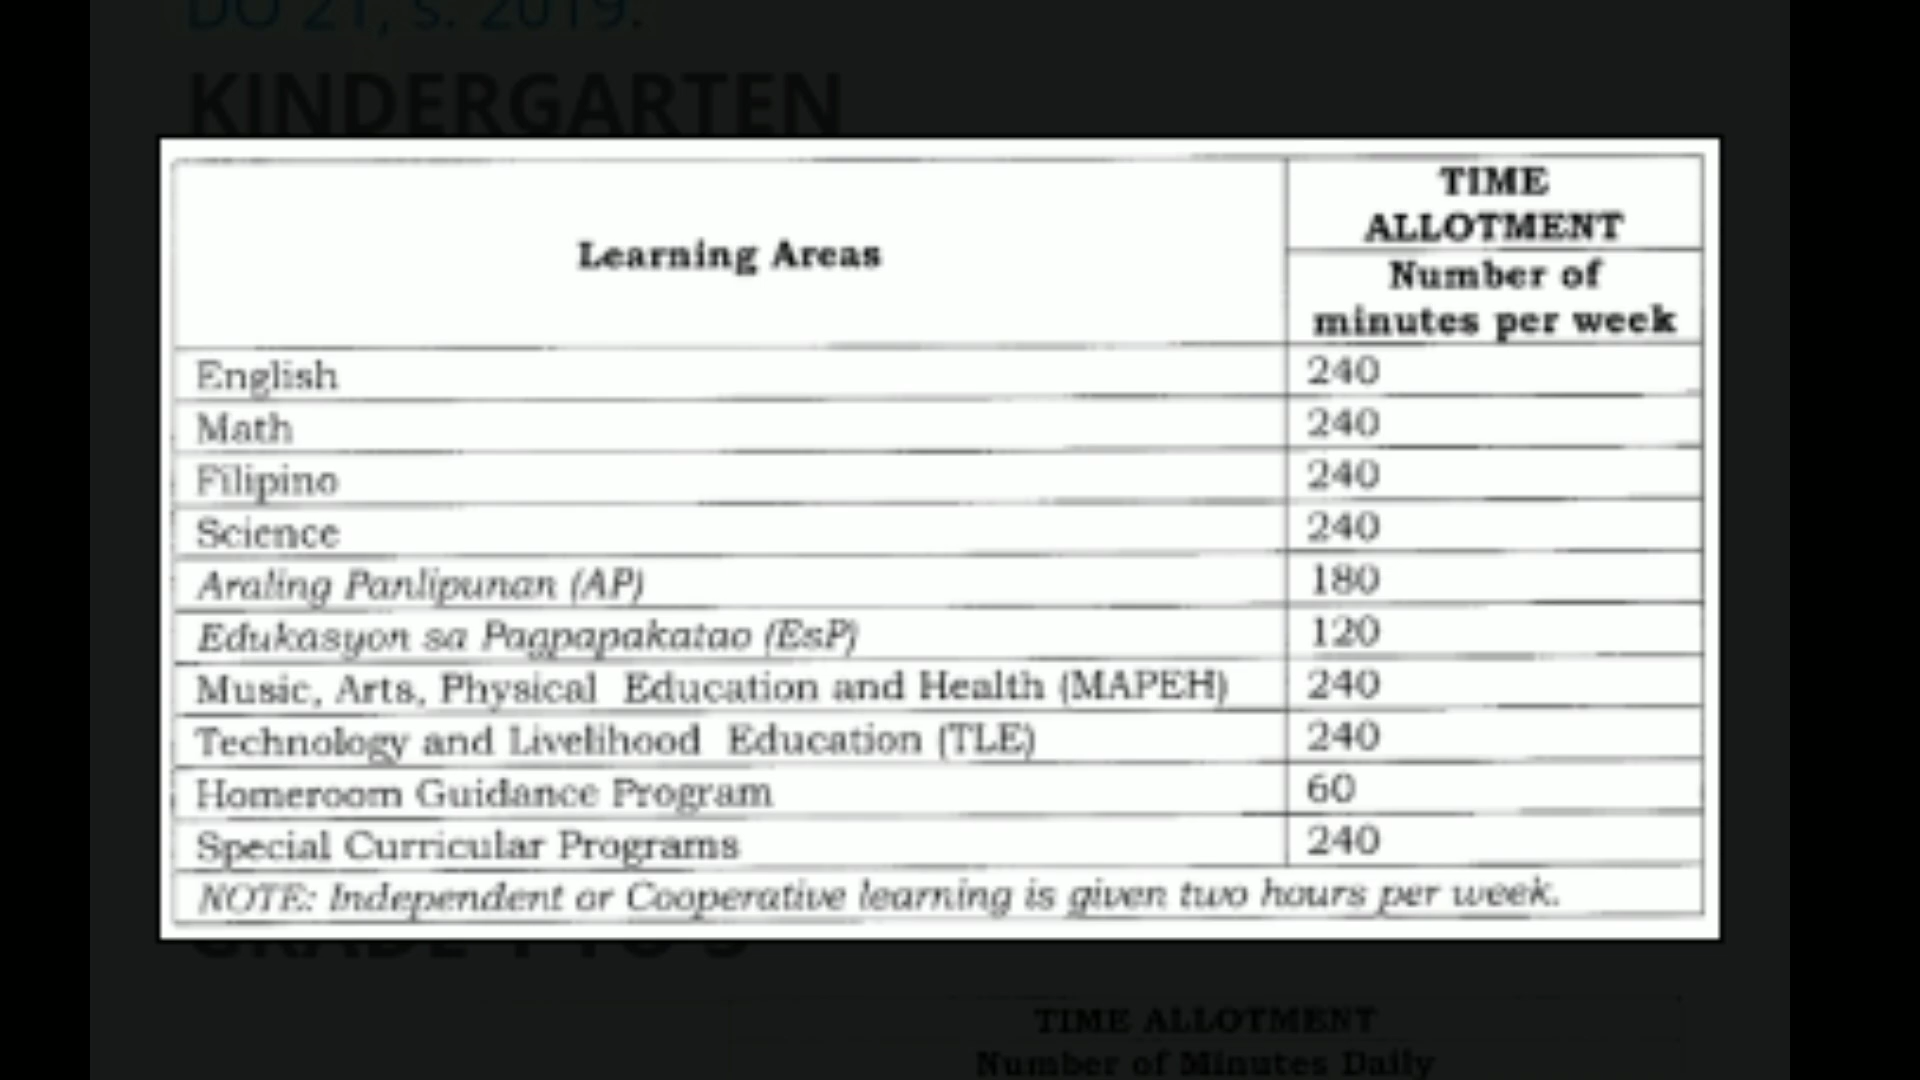 DO 21, s. 2019.
KINDERGARTEN
Learning Areas
TIME
ALLOTMENT
Number of
minutes per week
English 240
Math 240
Filipino 240
Science 240
Araling Panlipunan (AP) 180
Edukasyon sa Pagpapakatao (EsP) 120
Music, Arts, Physical Education and Health (MAPEH) 240
Technology and Livelihood Education (TLE) 240
Homeroom Guidance Program 60
Special Curricular Programs 240
NOTE: Independent or Cooperative learning is given two hours per week.
TIME ALLOTMENT
Number of Minutes Daily